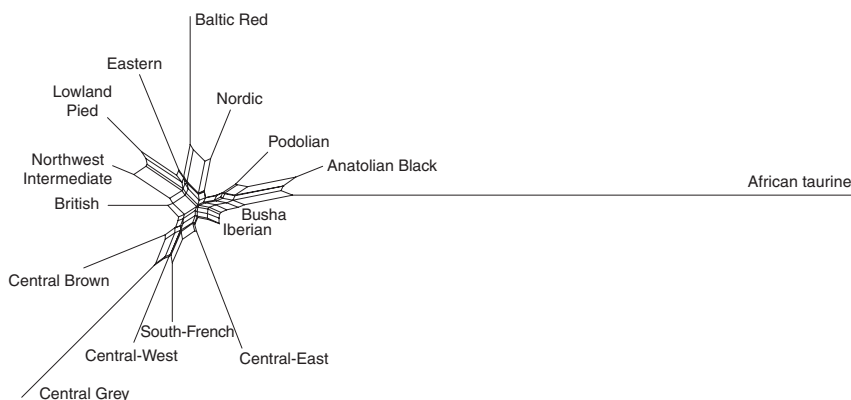 Baltic Red
Eastern
Lowland
Pied
Nordic
Podolian
Northwest
Intermediate
Anatolian Black
African taurine
British
Busha
Iberian
Central Brown
South-French
Central-West
Central-East
Central Grey